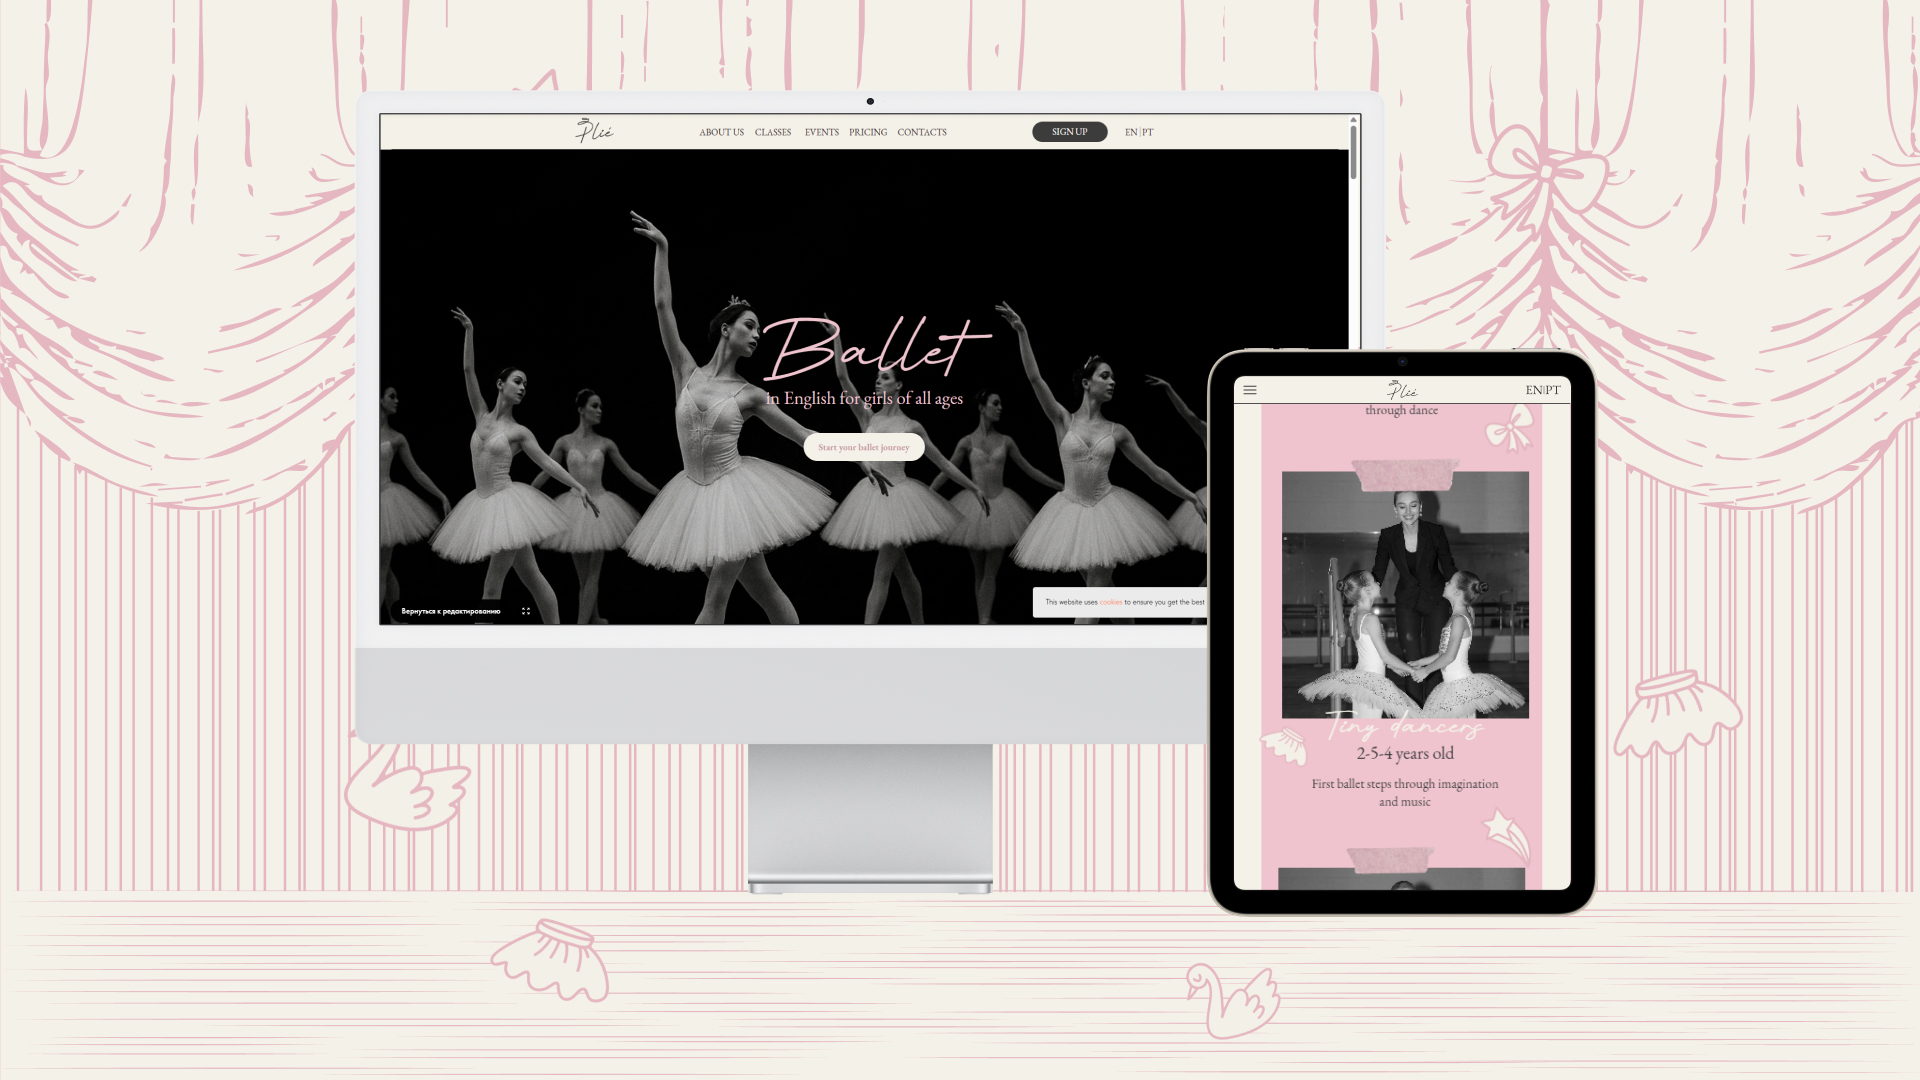 Plié
ABOUT US CLASSES EVENTS PRICING CONTACTS
SIGN UP
EN | PT
Ballet
in English for girls of all ages
Start your ballet journey
Вернуться к редактированию
This website uses cookies to ensure you get the best
Plié
EN|PT
through dance
Tiny dancers
2-5-4 years old
First ballet steps through imagination
and music